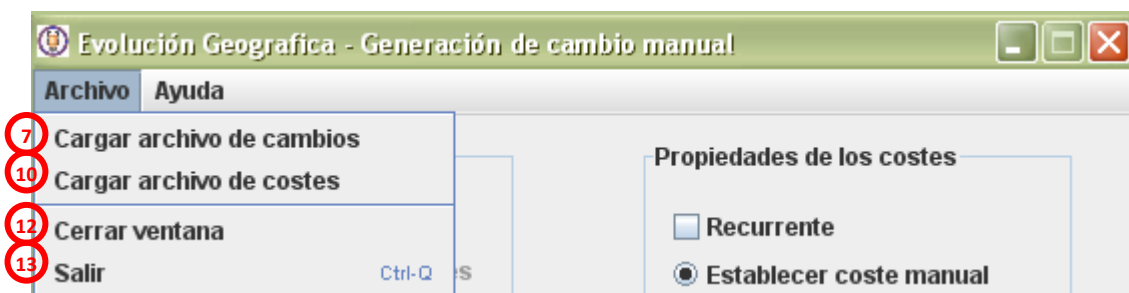 Evolución Geografica - Generación de cambio manual
Archivo Ayuda
7 Cargar archivo de cambios
10 Cargar archivo de costes
12 Cerrar ventana
13 Salir Ctrl-Q
Propiedades de los costes
Recurrente
Establecer coste manual